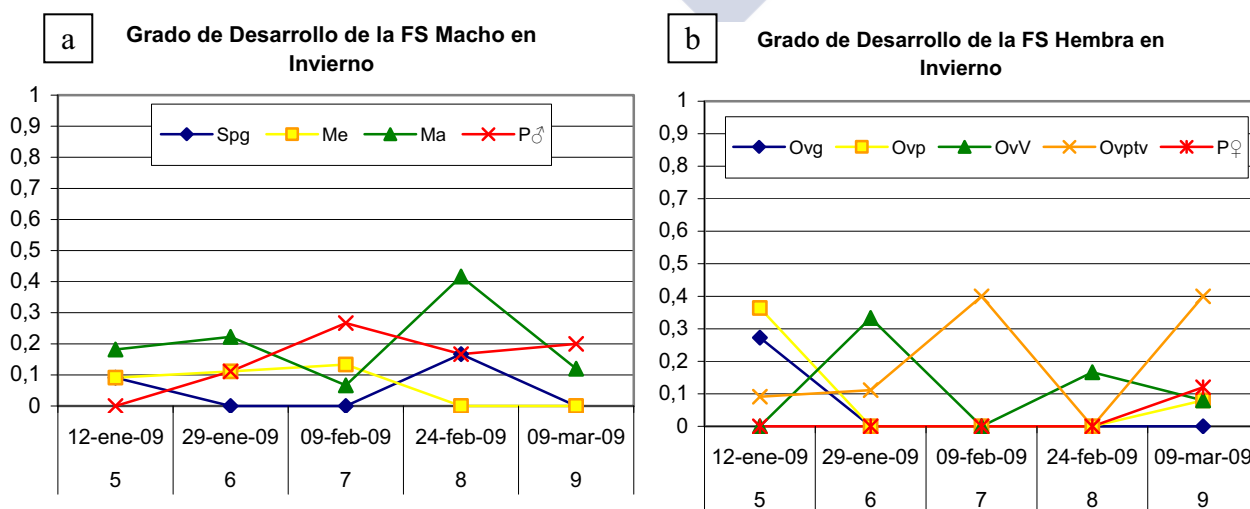 a
Grado de Desarrollo de la FS Macho en
Invierno
1
0,9
0,8
0,7
0,6
0,5
0,4
0,3
0,2
0,1
0
Spg Me Ma P♂
12-ene-09 29-ene-09 09-feb-09 24-feb-09 09-mar-09
5 6 7 8 9
b
Grado de Desarrollo de la FS Hembra en
Invierno
1
0,9
0,8
0,7
0,6
0,5
0,4
0,3
0,2
0,1
0
Ovg Ovp OvV Ovptv P♀
12-ene-09 29-ene-09 09-feb-09 24-feb-09 09-mar-09
5 6 7 8 9